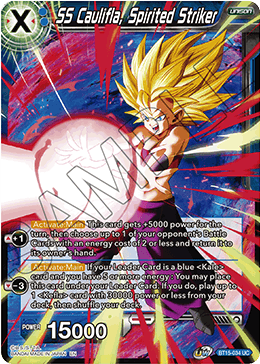 X SS Caulifla, Spirited Striker
UNISON
+1 Activate:Main This card gets +5000 power for the
turn, then choose up to 1 of your opponent's Battle
Cards with an energy cost of 2 or less and return it
to its owner's hand.
-3 Activate:Main If your Leader Card is a blue <Kale>
card and you have 5 or more energy : You may place
this card under your Leader Card. If you do, play up to
1 <Kefla> card with 30000 power or less from your
deck, then shuffle your deck.
POWER 15000
BANDAI MADE IN JAPAN EN
BT15-034 UC